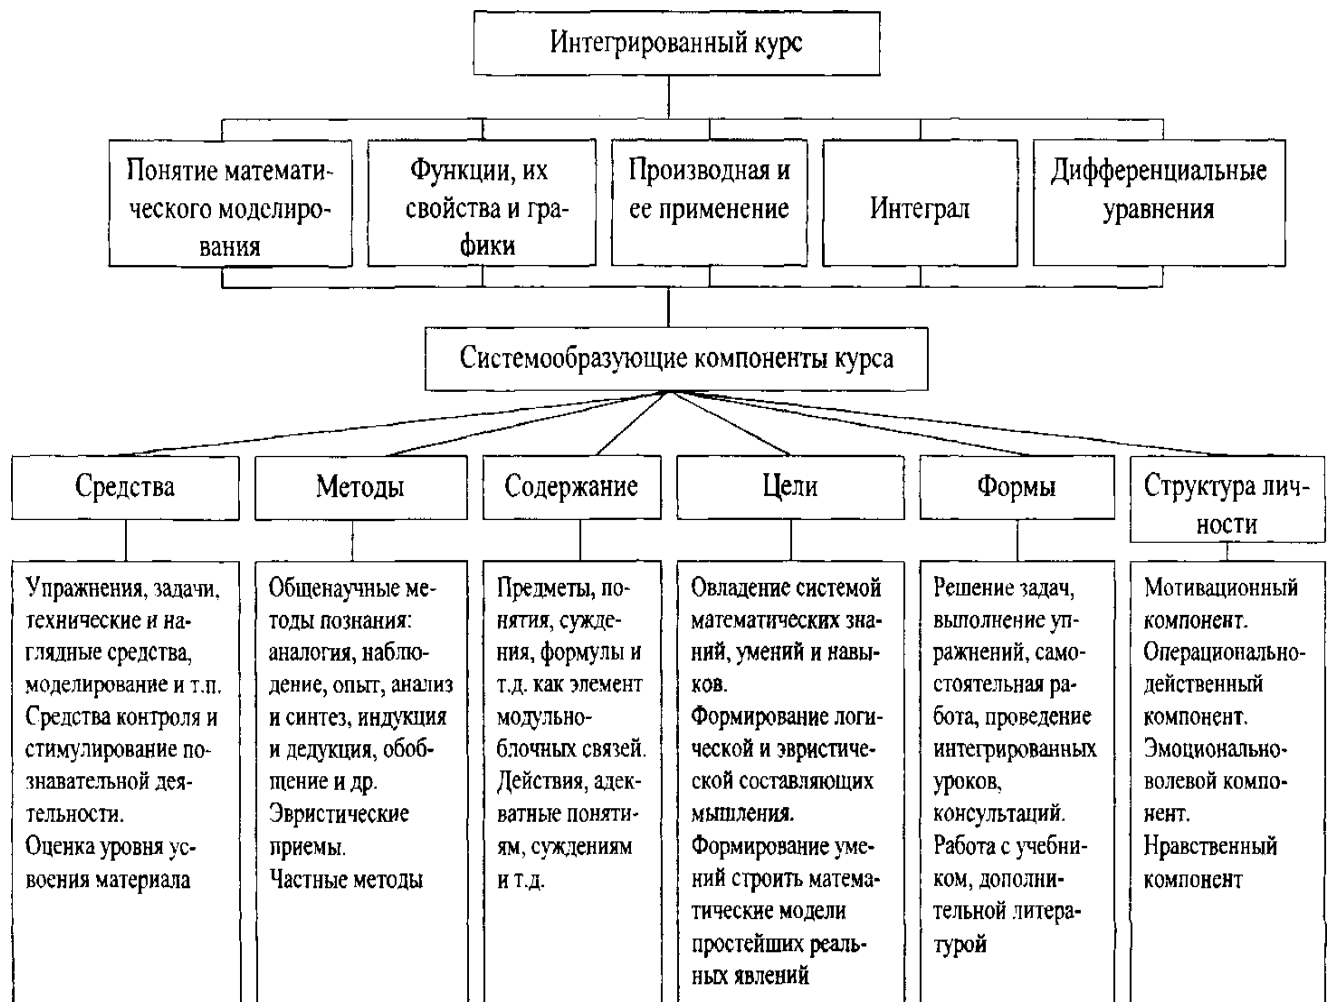 Интегрированный курс
Понятие математи-
ческого моделиро-
вания
Функции, их
свойства и гра-
фики
Производная и
ее применение
Интеграл
Дифференциальные
уравнения
Системообразующие компоненты курса
Средства
Методы
Содержание
Цели
Формы
Структура лич-
ности
Упражнения, задачи,
технические и на-
глядные средства,
моделирование и т.п.
Средства контроля и
стимулирование по-
знавательной дея-
тельности.
Оценка уровня ус-
воения материала
Общенаучные ме-
тоды познания:
аналогия, наблю-
дение, опыт, анализ
и синтез, индукция
и дедукция, обоб-
щение и др.
Эвристические
приемы.
Частные методы
Предметы, по-
нятия, сужде-
ния, формулы и
т.д. как элемент
модульно-
блочных связей.
Действия, адек-
ватные поняти-
ям, суждениям
и т.д.
Овладение системой
математических зна-
ний, умений и навы-
ков.
Формирование логи-
ческой и эвристиче-
ской составляющих
мышления.
Формирование уме-
ний строить матема-
тические модели
простейших реаль-
ных явлений
Решение задач,
выполнение уп-
ражнений, само-
стоятельная ра-
бота, проведение
интегрированных
уроков,
консультаций.
Работа с учебни-
ком, дополни-
тельной литера-
турой
Мотивационный
компонент.
Операционально-
действенный
компонент.
Эмоционально-
волевой компо-
нент.
Нравственный
компонент